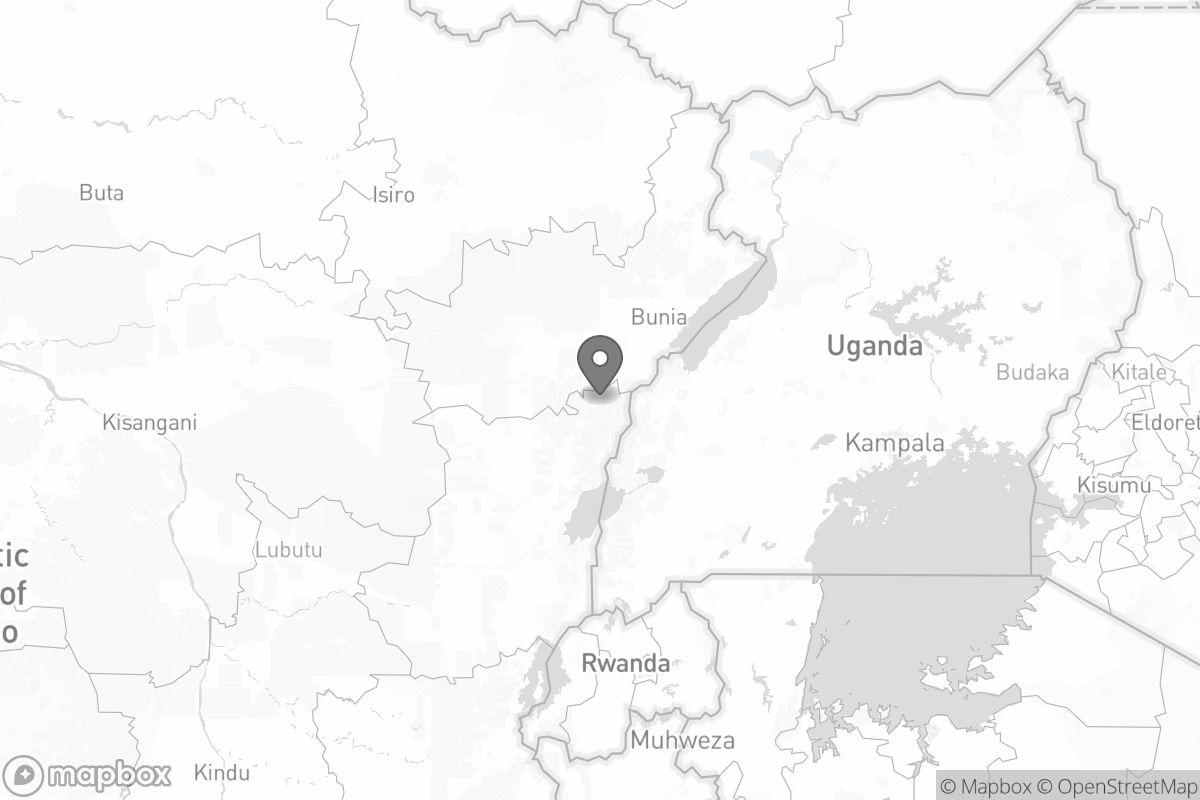 Buta
Isiro
Bunia
Uganda
Budaka
Kitale
Eldoret
Kisangani
Kampala
Kisumu
Lubutu
tic
of
o
Rwanda
Muhweza
Kindu
mapbox
© Mapbox © OpenStreetMap